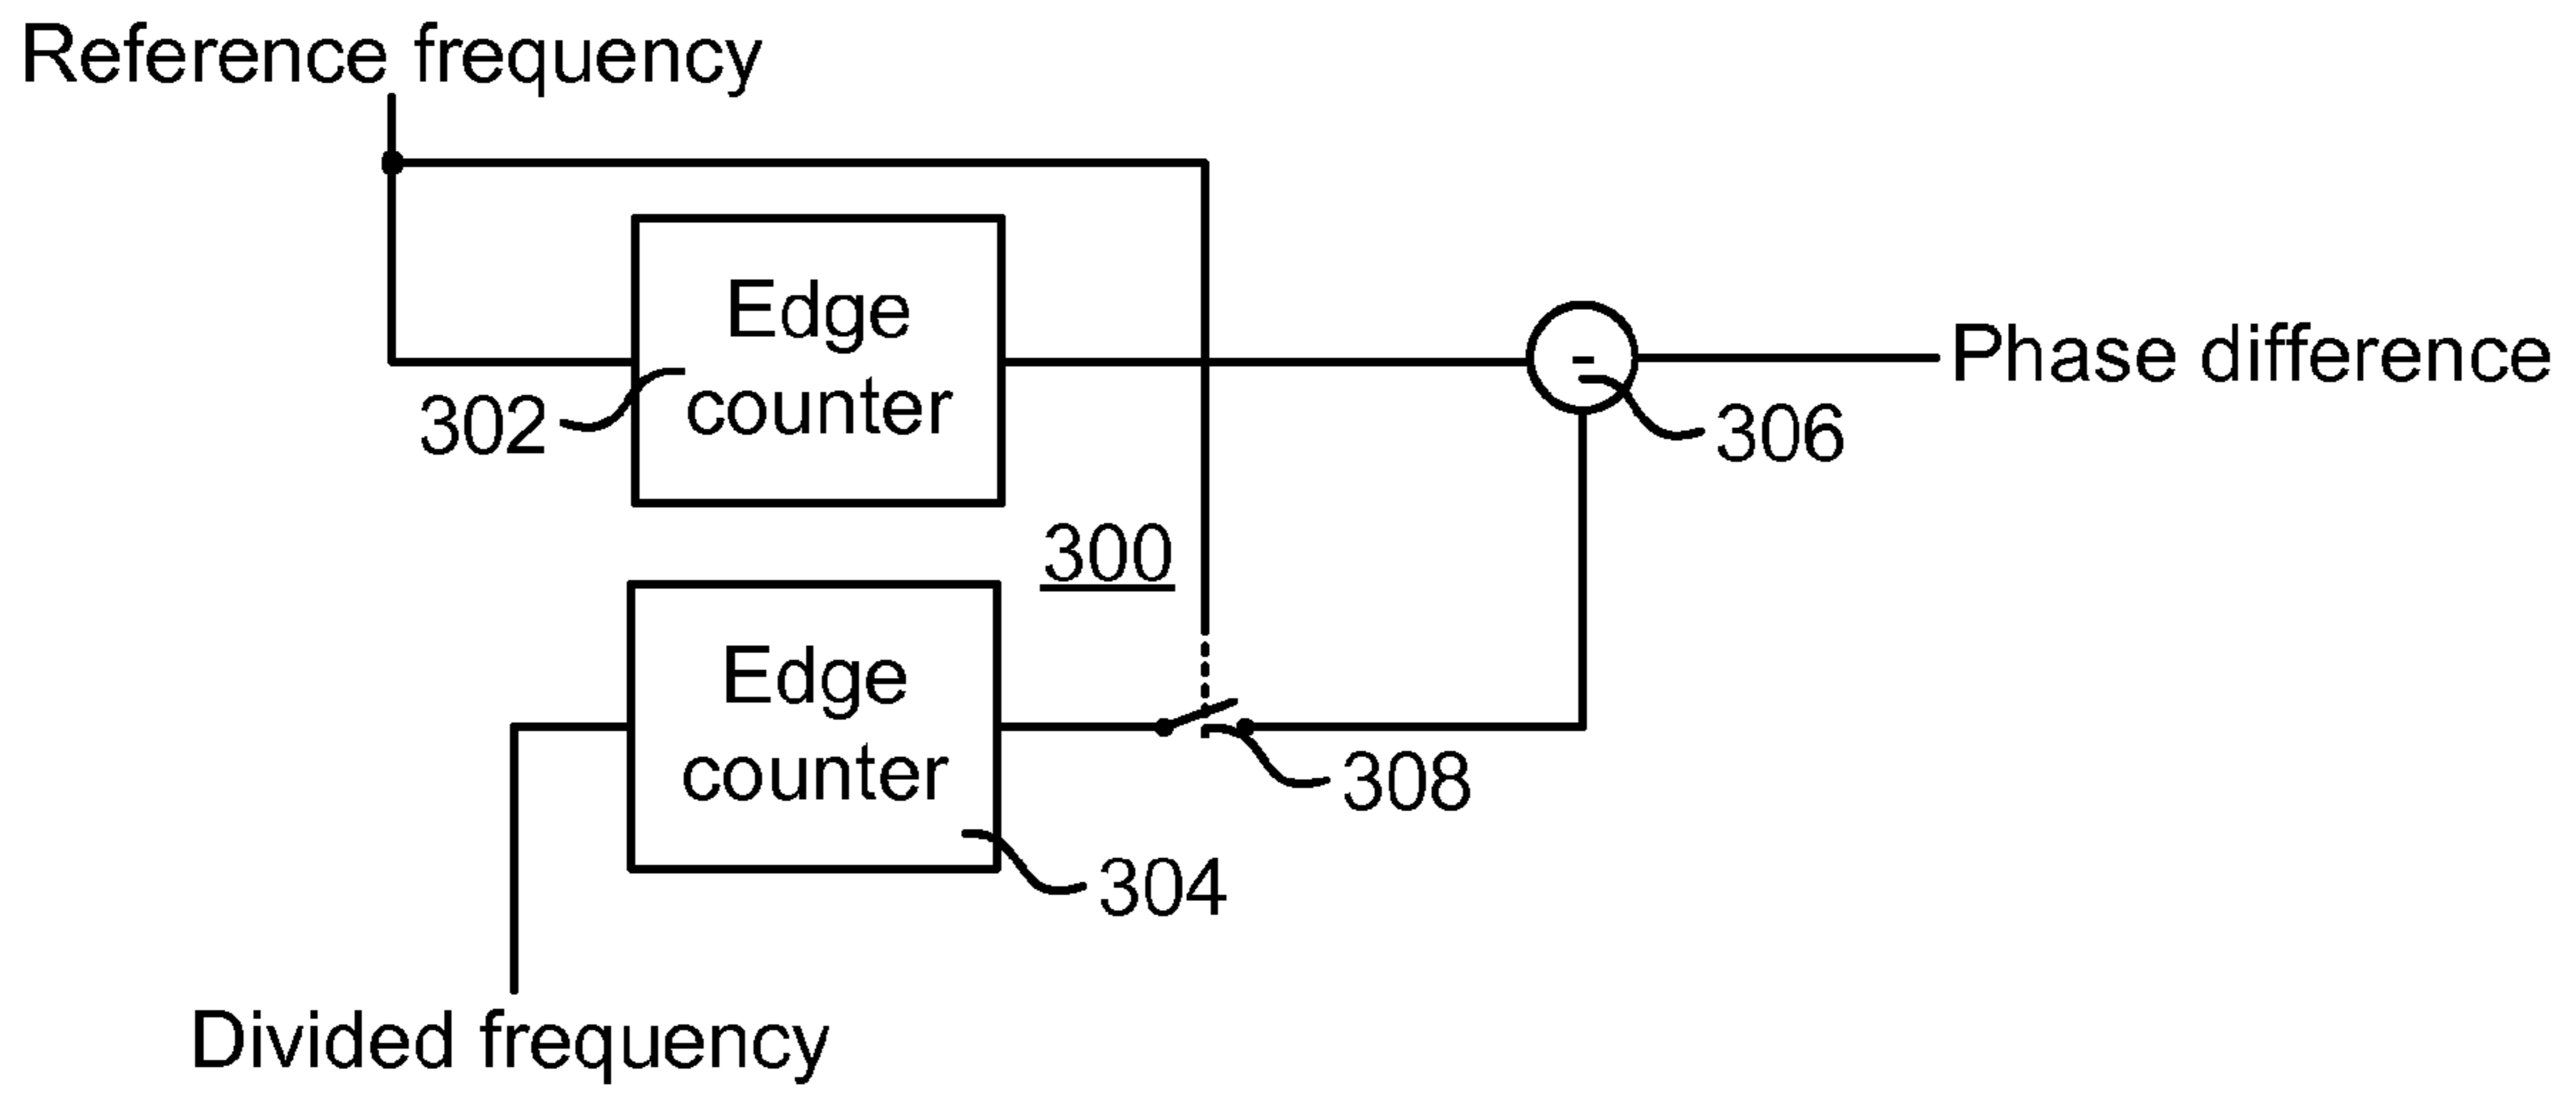 Reference frequency
Edge
counter
302
-
Phase difference
306
300
Edge
counter
308
304
Divided frequency